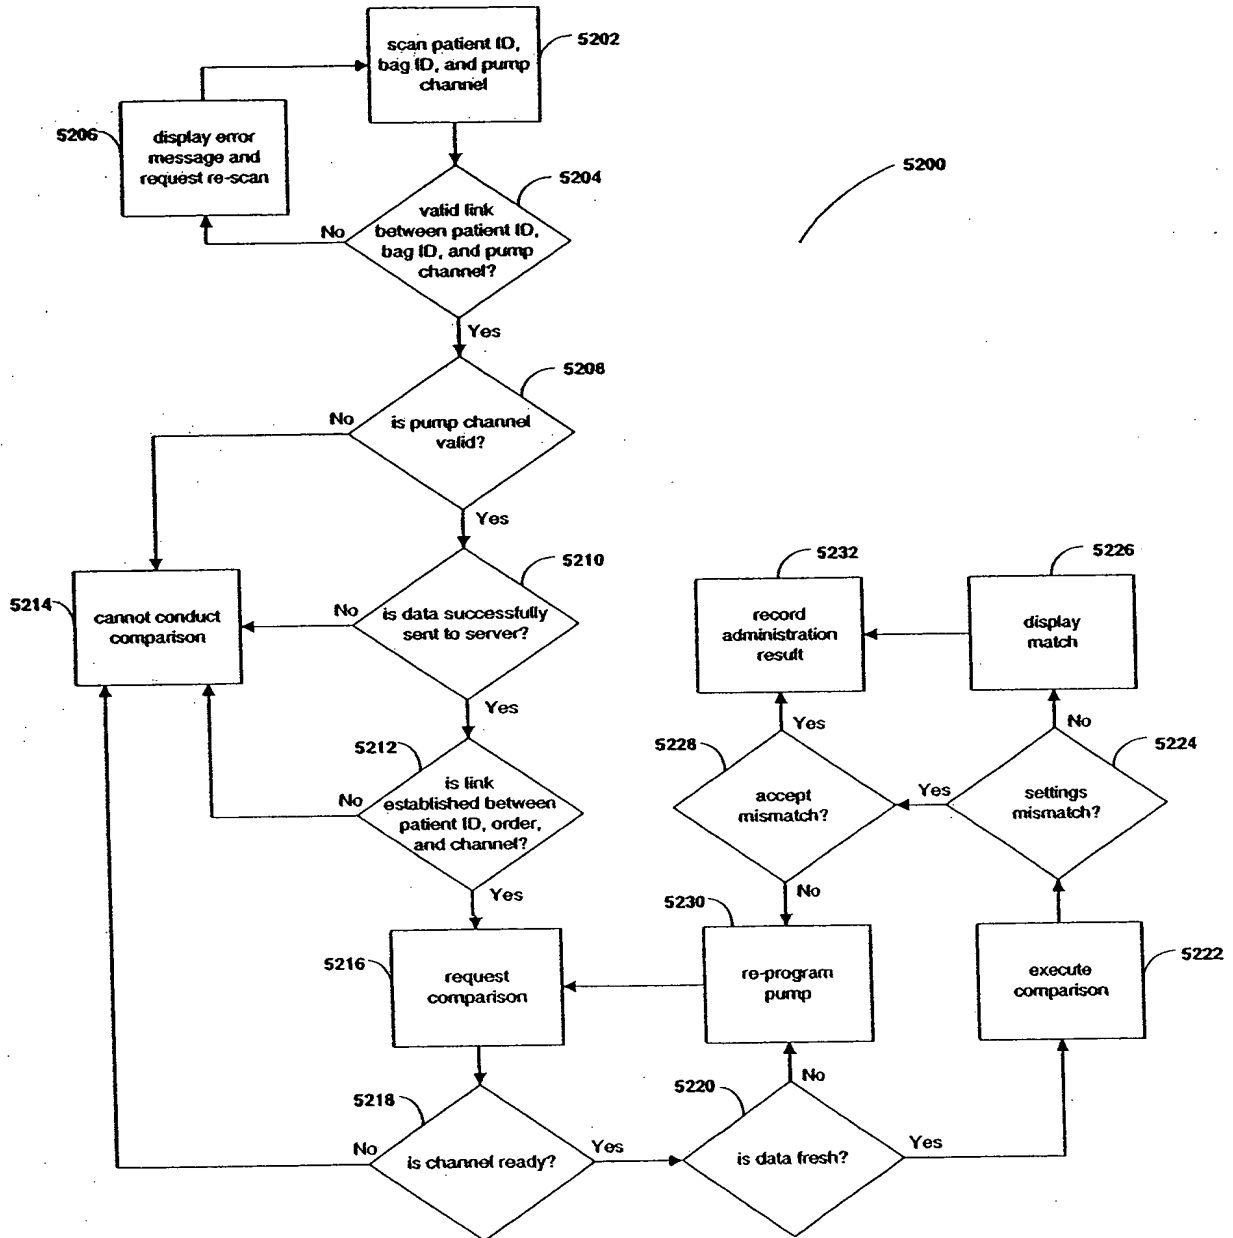 scan patient ID,
bag ID, and pump
channel
5202
5206
display error
message and
request re-scan
5200
5204
valid link
between patient ID,
bag ID, and pump
channel?
No
Yes
5208
is pump channel
valid?
No
Yes
5210
is data successfully
sent to server?
No
Yes
5214
cannot conduct
comparison
5212
is link
established between
patient ID, order,
and channel?
No
Yes
5232
record
administration
result
5226
display
match
Yes
No
5228
accept
mismatch?
Yes
5224
settings
mismatch?
No
5216
request
comparison
5230
re-program
pump
5222
execute
comparison
No
5218
is channel ready?
No
Yes
5220
is data fresh?
Yes